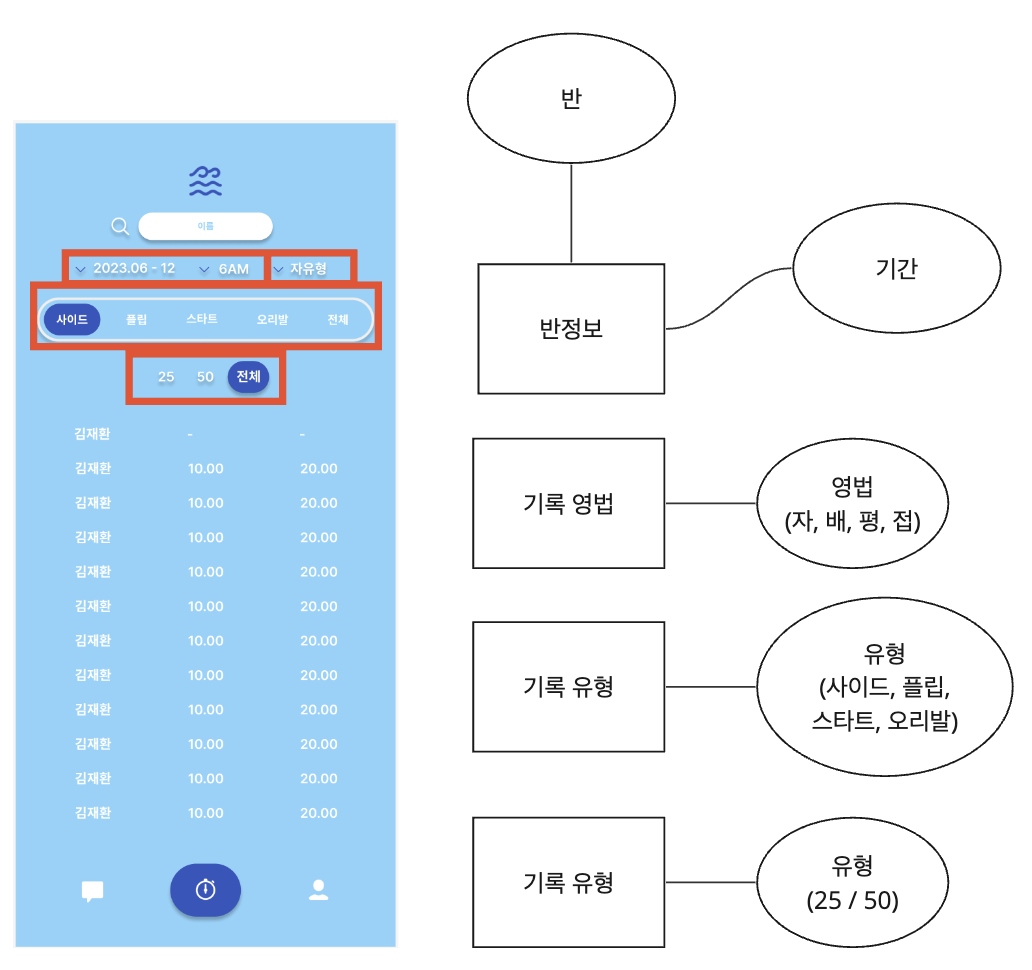 이름
2023.06 - 12 6AM 자유형
사이드 플립 스타트 오리발 전체
25 50 전체
김재환 - -
김재환 10.00 20.00
김재환 10.00 20.00
김재환 10.00 20.00
김재환 10.00 20.00
김재환 10.00 20.00
김재환 10.00 20.00
김재환 10.00 20.00
김재환 10.00 20.00
김재환 10.00 20.00
김재환 10.00 20.00
김재환 10.00 20.00
반
기간
반정보
기록 영법
영법
(자, 배, 평, 접)
기록 유형
유형
(사이드, 플립,
스타트, 오리발)
기록 유형
유형
(25 / 50)